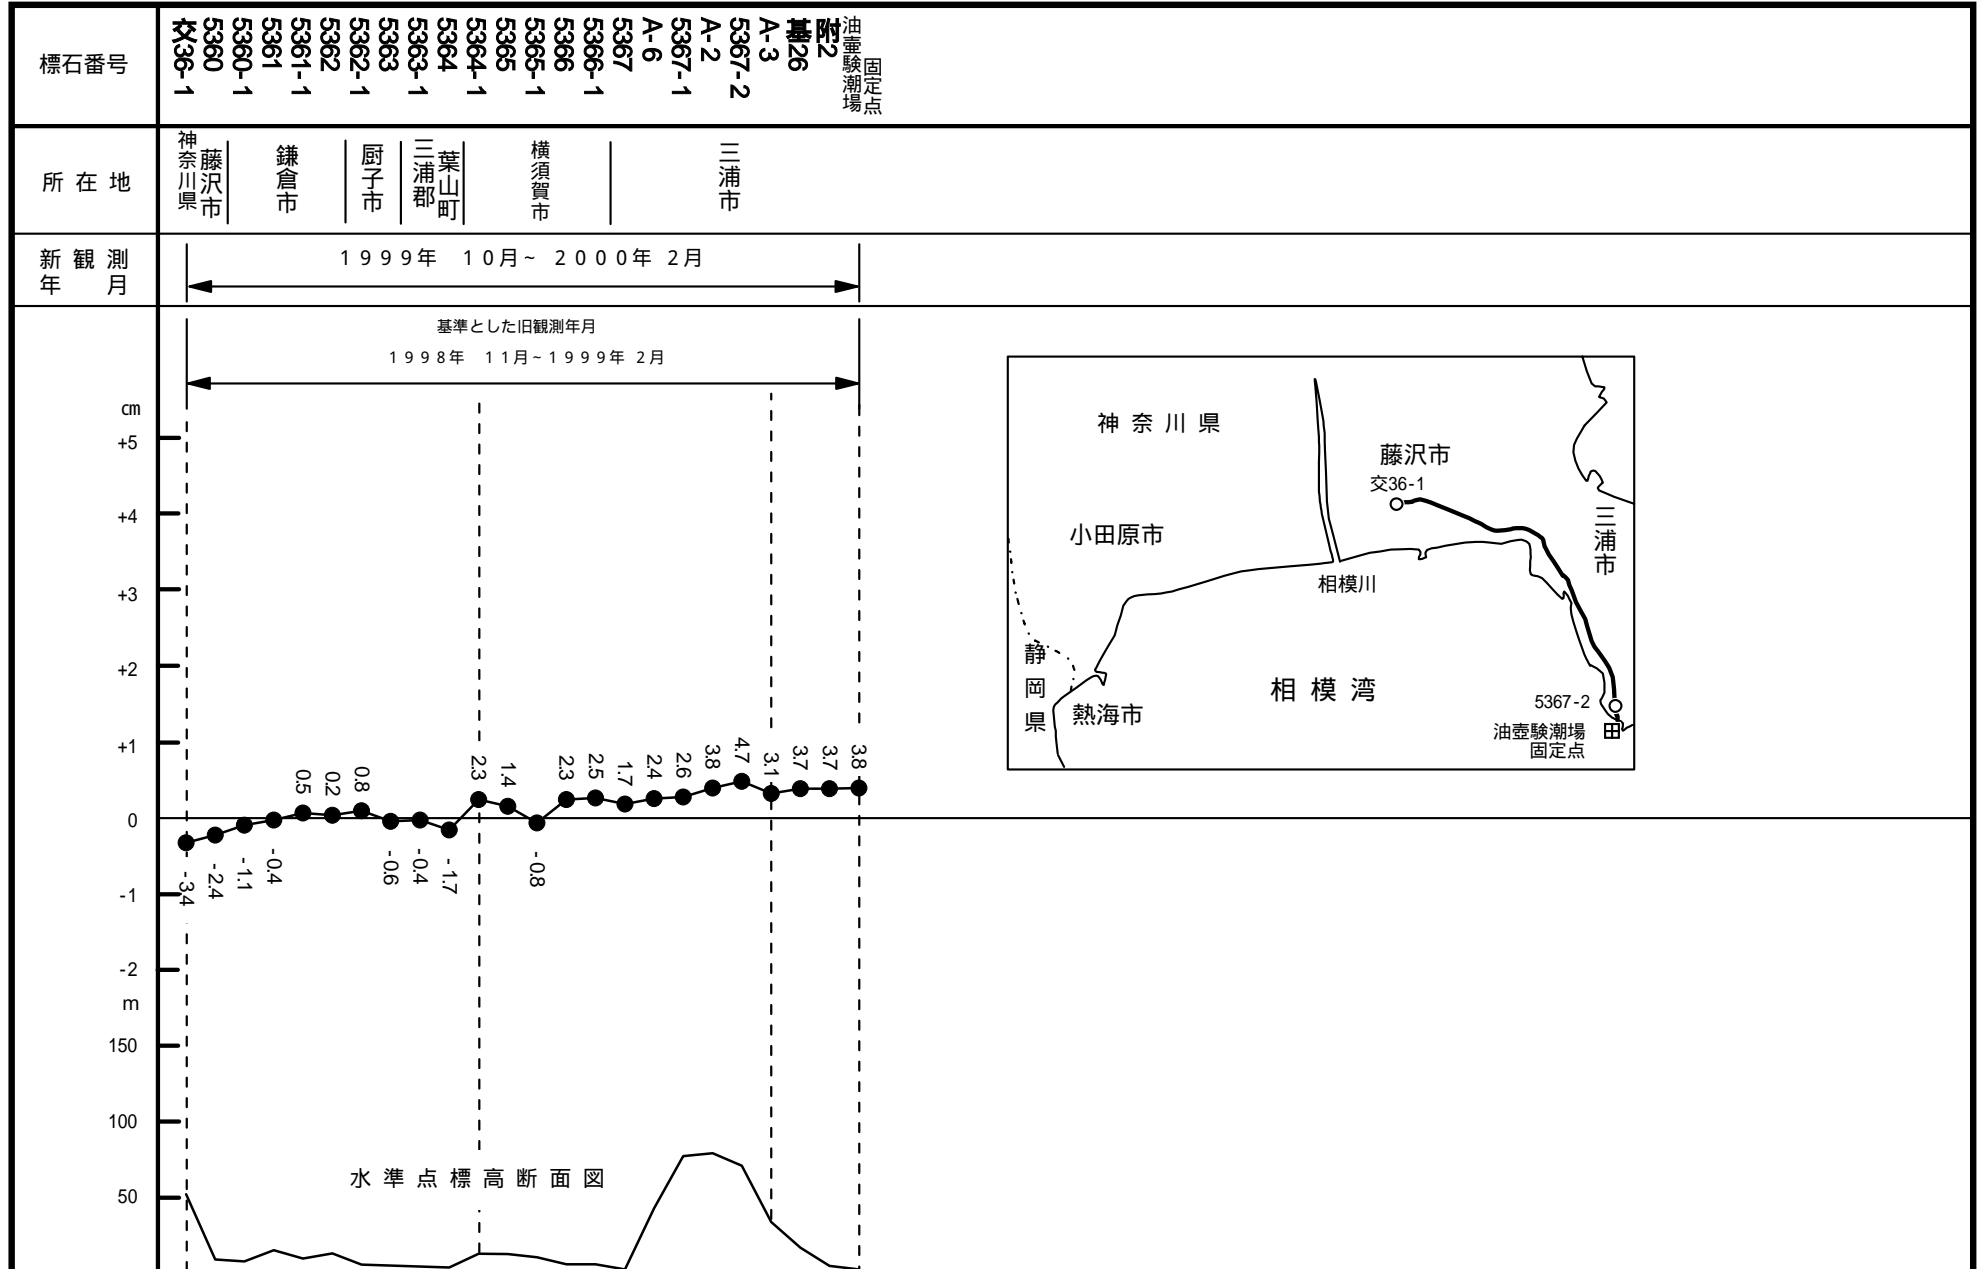 標石番号
交36-1
5360
5360-1
5361
5361-1
5362
5362-1
5363
5363-1
5364
5364-1
5365
5365-1
5366
5366-1
5367
A-6
5367-1
A-2
5367-2
A-3
基26
附2
油壷験潮場
固定点
所在地
神奈川県
藤沢市
鎌倉市
厨子市
三浦郡
葉山町
横須賀市
三浦市
新観測
年 月
1999年 10月~ 2000年 2月
基準とした旧観測年月
1998年 11月~1999年 2月
cm
+5
+4
+3
+2
+1
0
-1
-2
m
150
100
50
-3.4
-2.4
-1.1
-0.4
0.5
0.2
0.8
-0.6
-0.4
-1.7
2.3
1.4
-0.8
2.3
2.5
1.7
2.4
2.6
3.8
4.7
3.1
3.7
3.7
3.8
水準点標高断面図
神奈川県
藤沢市
交36-1
三浦市
小田原市
相模川
静岡県
熱海市
相模湾
5367-2
油壺験潮場
固定点